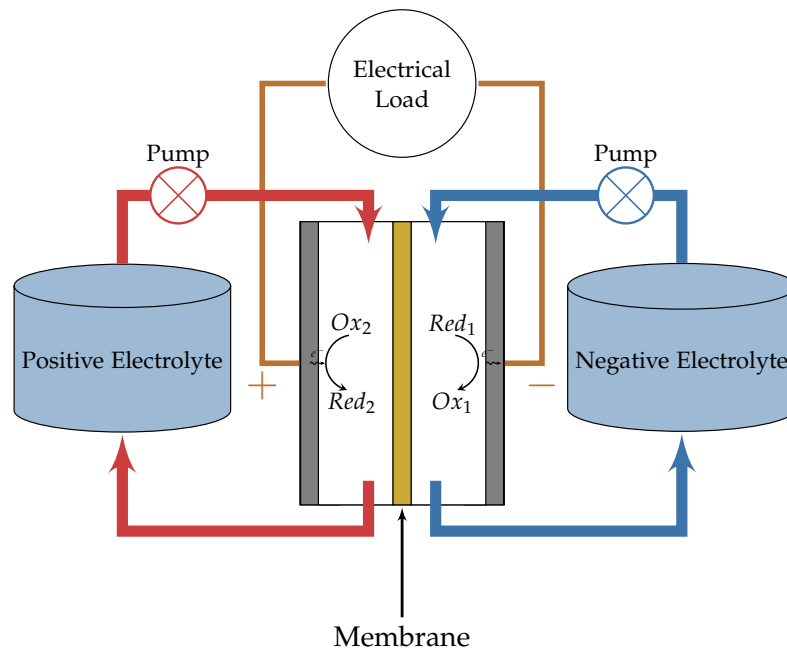 Electrical
Load
Pump
Pump
Ox₂
Red₁
Positive Electrolyte
e⁻
e⁻
Negative Electrolyte
+
−
Red₂
Ox₁
Membrane